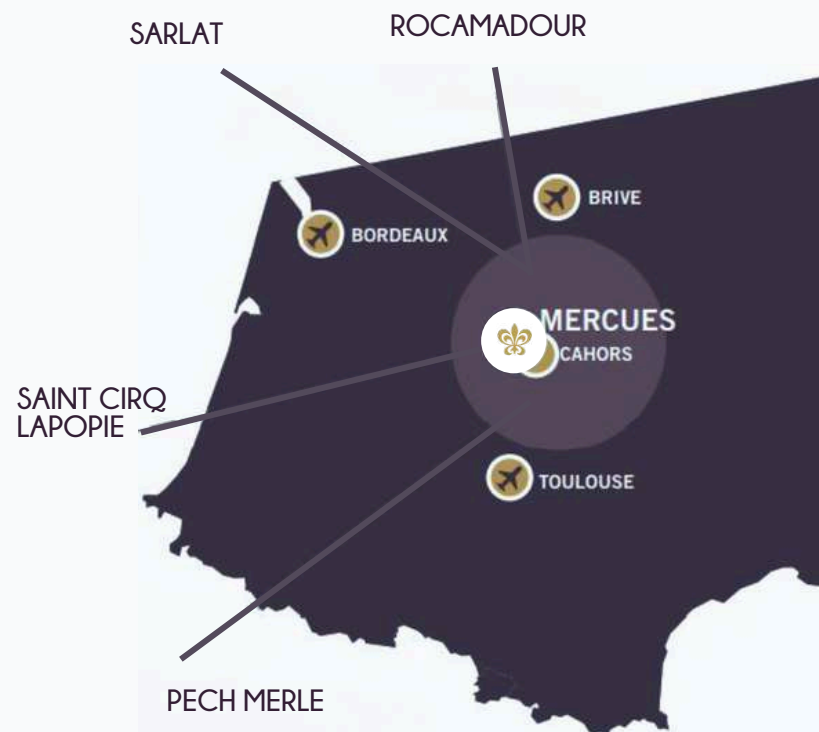 SARLAT
ROCAMADOUR
BRIVE
BORDEAUX
MERCUES
CAHORS
SAINT CIRQ
LAPOPIE
TOULOUSE
PECH MERLE